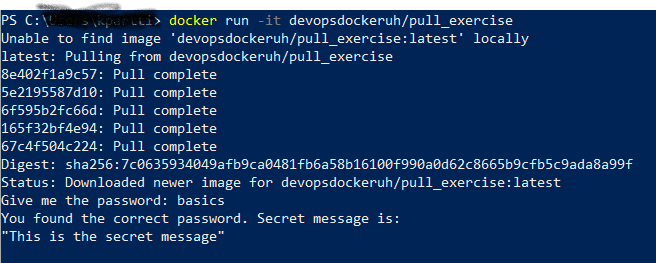 PS C:\Users\kpartti> docker run -it devopsdockeruh/pull_exercise
Unable to find image 'devopsdockeruh/pull_exercise:latest' locally
latest: Pulling from devopsdockeruh/pull_exercise
8e402f1a9c57: Pull complete
5e2195587d10: Pull complete
6f595b2fc66d: Pull complete
165f32bf4e94: Pull complete
67c4f504c224: Pull complete
Digest: sha256:7c0635934049afb9ca0481fb6a58b16100f990a0d62c8665b9cfb5c9ada8a99f
Status: Downloaded newer image for devopsdockeruh/pull_exercise:latest
Give me the password: basics
You found the correct password. Secret message is:
"This is the secret message"